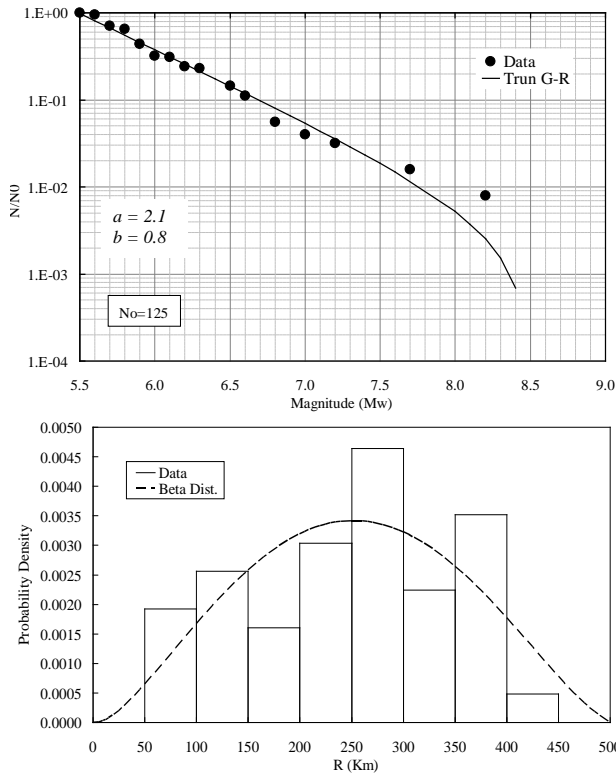 1.E+00
1.E-01
1.E-02
1.E-03
1.E-04
N/N0
Data
Trun G-R
a = 2.1
b = 0.8
No=125
5.5 6.0 6.5 7.0 7.5 8.0 8.5 9.0
Magnitude (Mw)
0.0050
0.0045
0.0040
0.0035
0.0030
0.0025
0.0020
0.0015
0.0010
0.0005
0.0000
Probability Density
Data
Beta Dist.
0 50 100 150 200 250 300 350 400 450 500
R (Km)